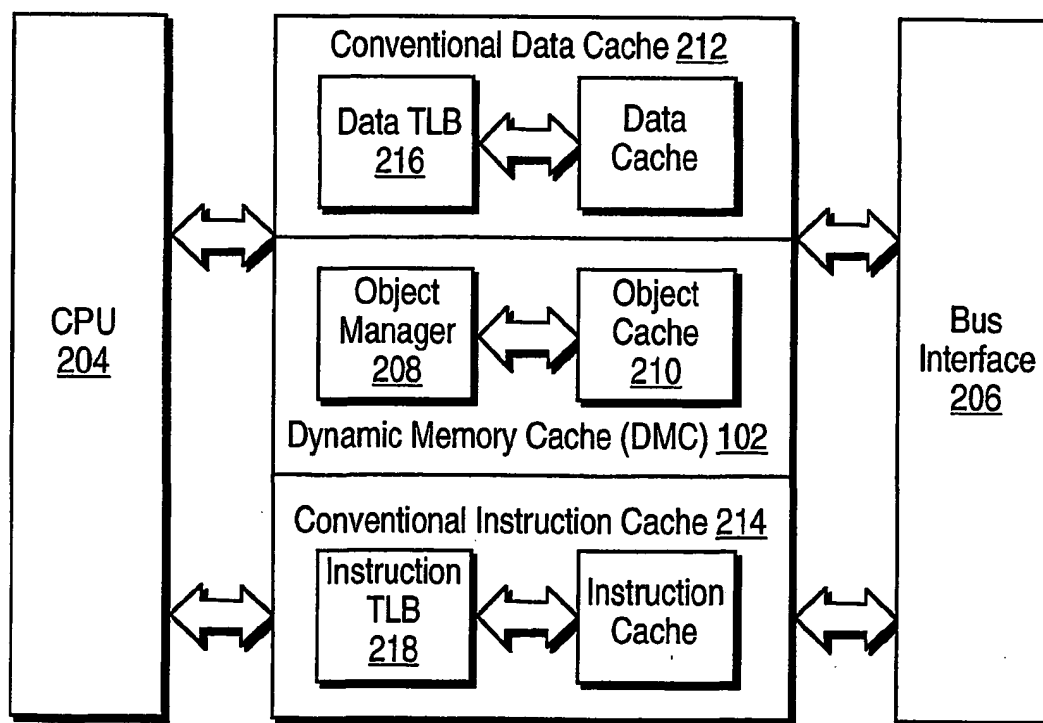 CPU
204
Conventional Data Cache 212
Data TLB
216
Data
Cache
Object
Manager
208
Object
Cache
210
Dynamic Memory Cache (DMC) 102
Conventional Instruction Cache 214
Instruction
TLB
218
Instruction
Cache
Bus
Interface
206